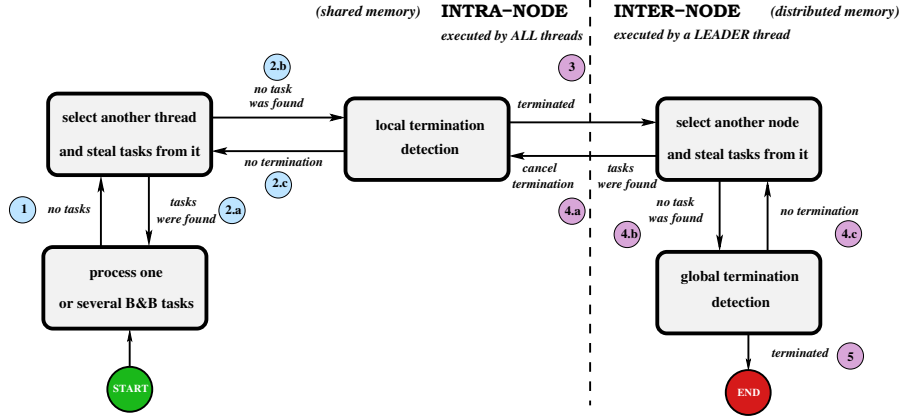 (shared memory) INTRA-NODE
executed by ALL threads
INTER-NODE (distributed memory)
executed by a LEADER thread
2.b
no task
was found
3
terminated
select another thread
and steal tasks from it
local termination
detection
select another node
and steal tasks from it
no termination
2.c
cancel
termination
4.a
tasks
were found
1
no tasks
tasks
were found
2.a
no task
was found
4.b
no termination
4.c
process one
or several B&B tasks
global termination
detection
terminated
5
START
END